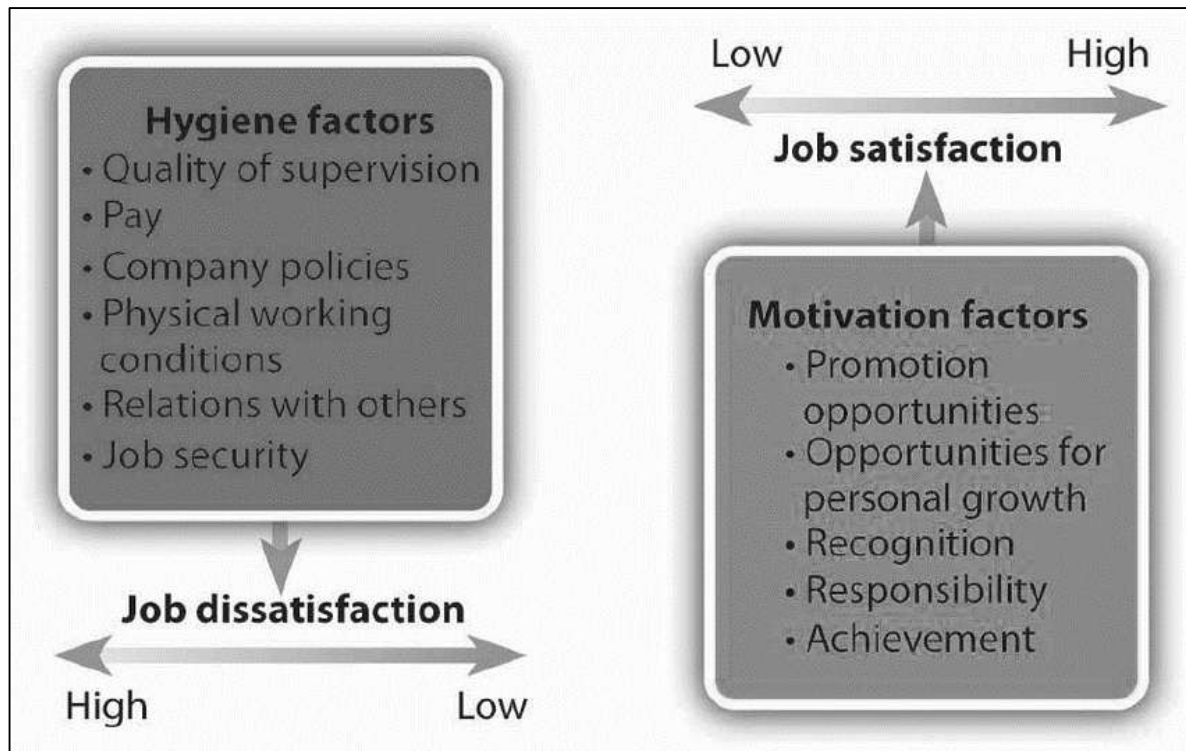 Hygiene factors
• Quality of supervision
• Pay
• Company policies
• Physical working
conditions
• Relations with others
• Job security
Job dissatisfaction
High Low
Low High
Job satisfaction
Motivation factors
• Promotion
opportunities
• Opportunities for
personal growth
• Recognition
• Responsibility
• Achievement